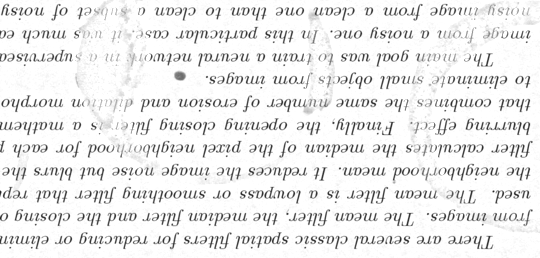 There are several classic spatial filters for reducing or elimin
from images. The mean filter, the median filter and the closing o
used. The mean filter is a lowpass or smoothing filter that repl
the neighborhood mean. It reduces the image noise but blurs the
filter calculates the median of the pixel neighborhood for each p
blurring effect. Finally, the opening closing filter is a mathem
that combines the same number of erosion and dilation morpho
to eliminate small objects from images.
The main goal was to train a neural network in a supervised
image from a noisy one. In this particular case, it was much ea
noisy image from a clean one than to clean a subset of noisy